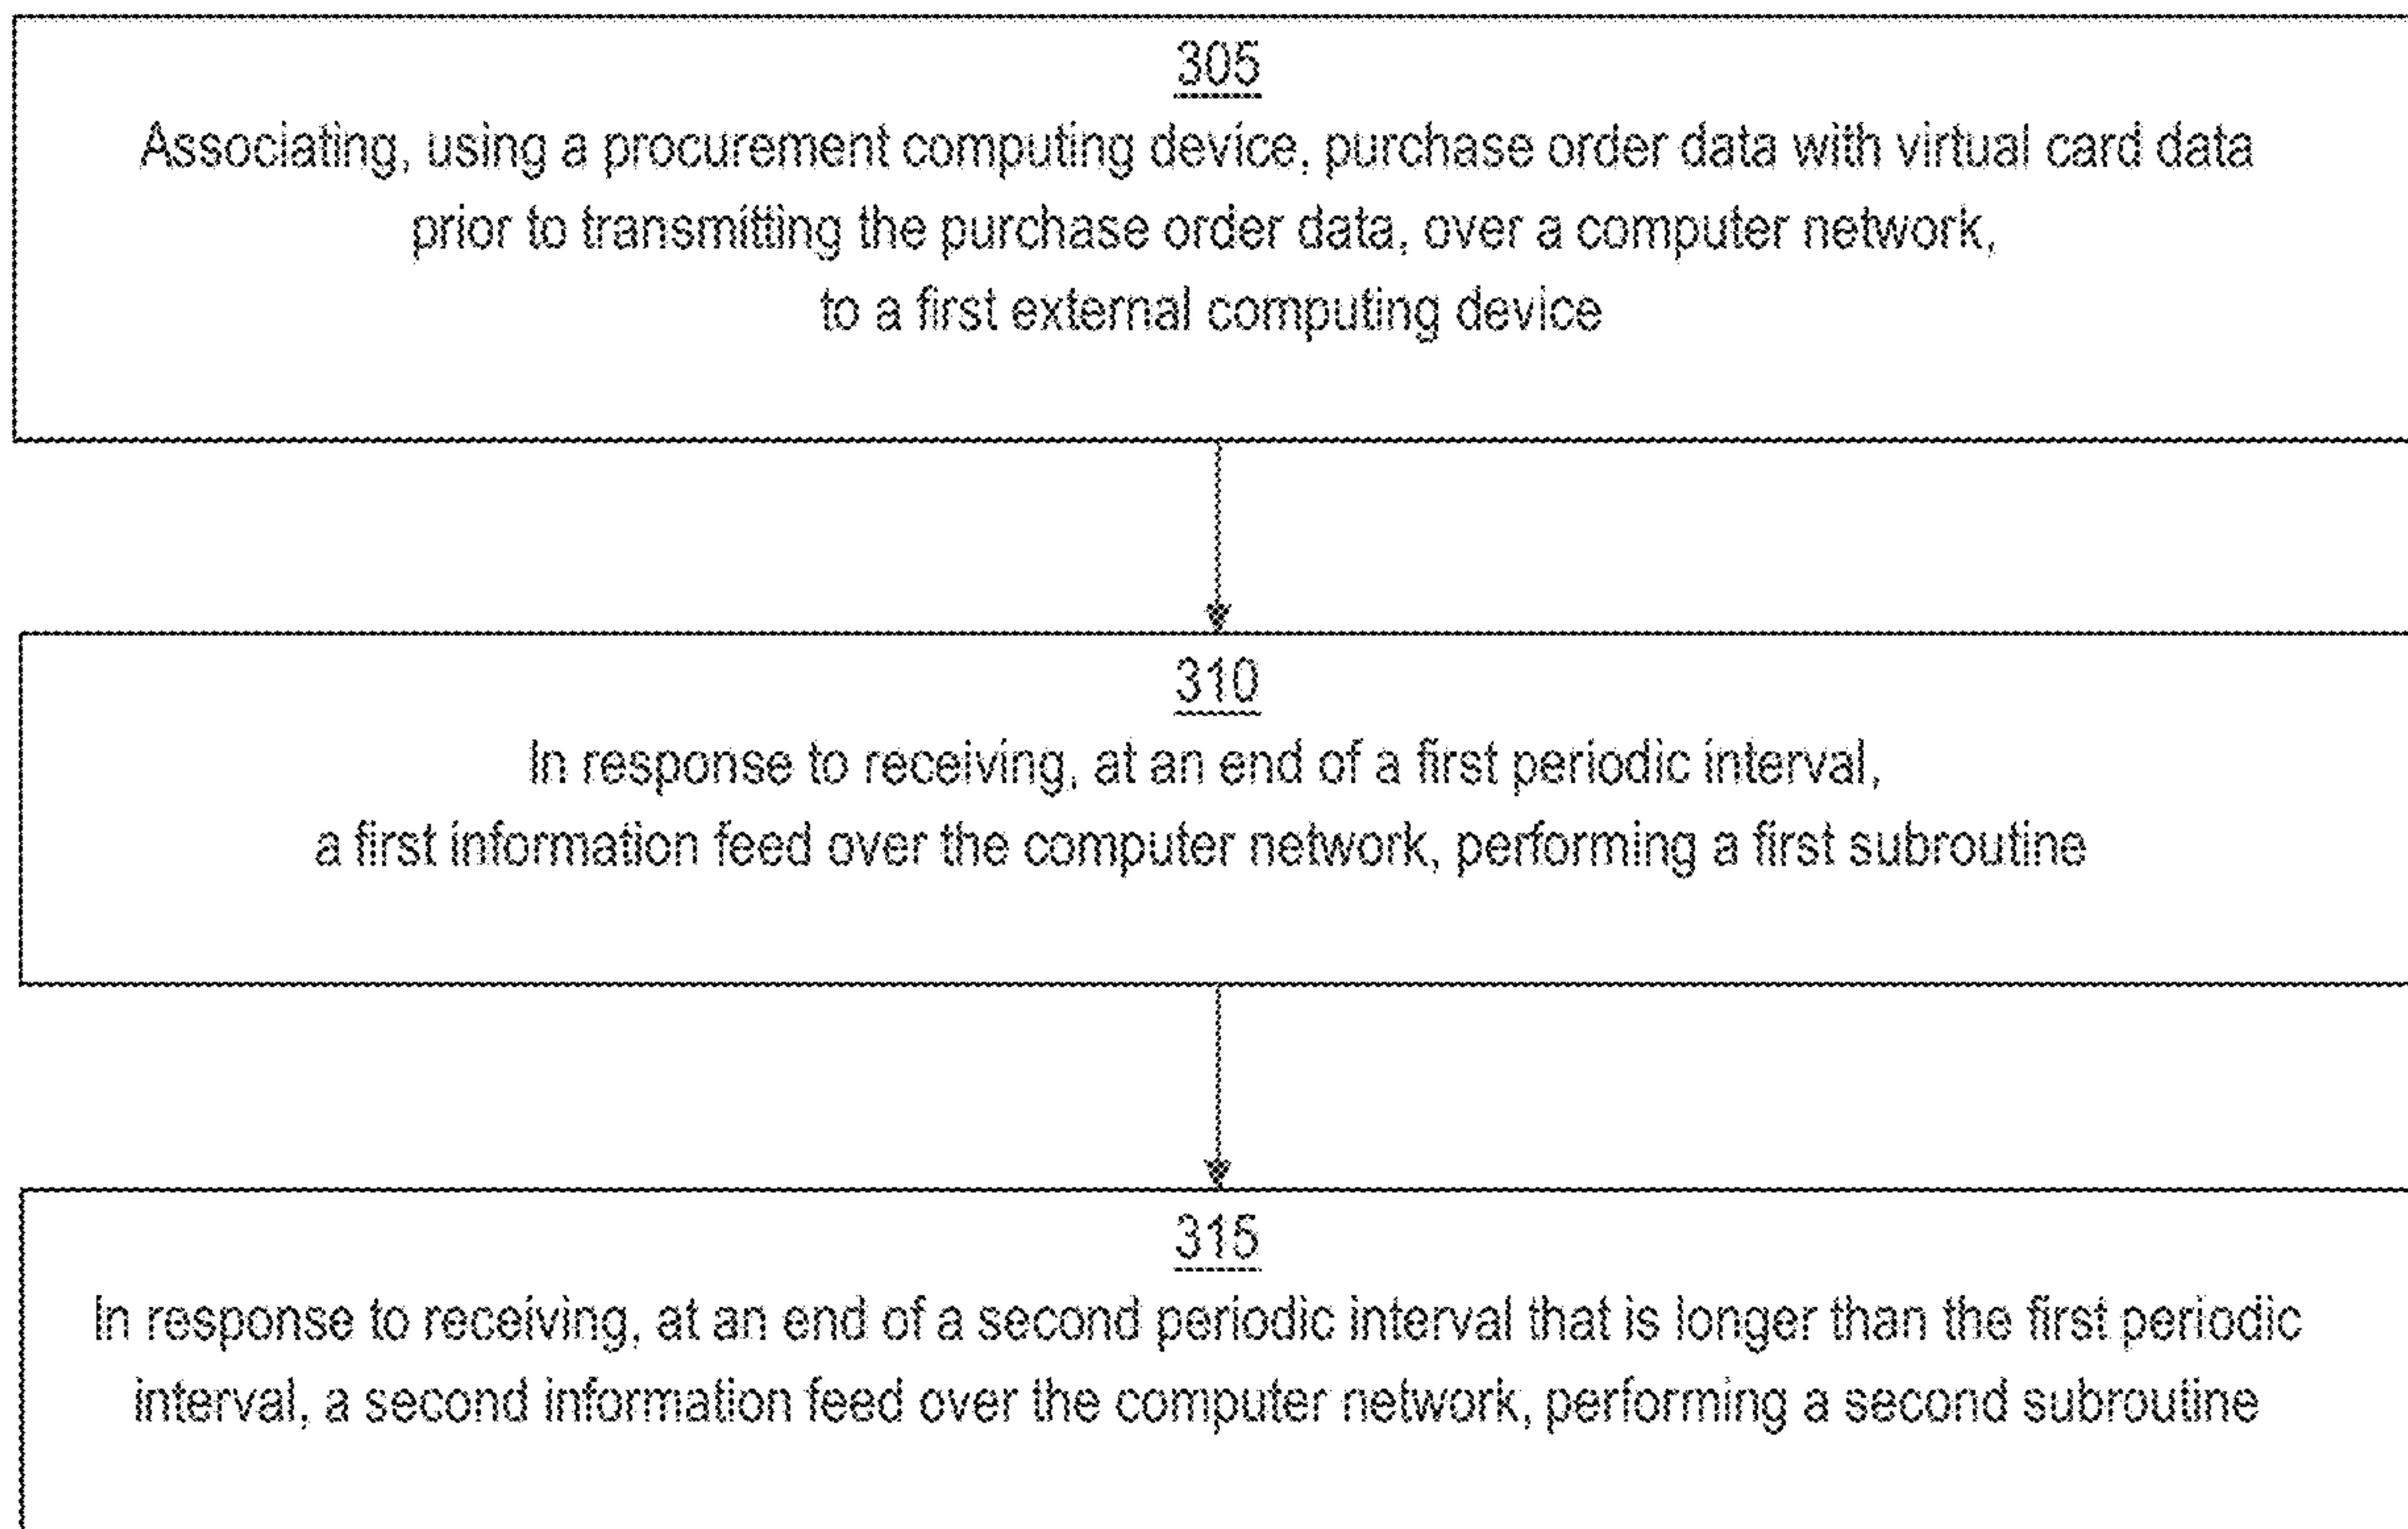 305
Associating, using a procurement computing device, purchase order data with virtual card data
prior to transmitting the purchase order data, over a computer network,
to a first external computing device
310
In response to receiving, at an end of a first periodic interval,
a first information feed over the computer network, performing a first subroutine
315
In response to receiving, at an end of a second periodic interval that is longer than the first periodic
interval, a second information feed over the computer network, performing a second subroutine